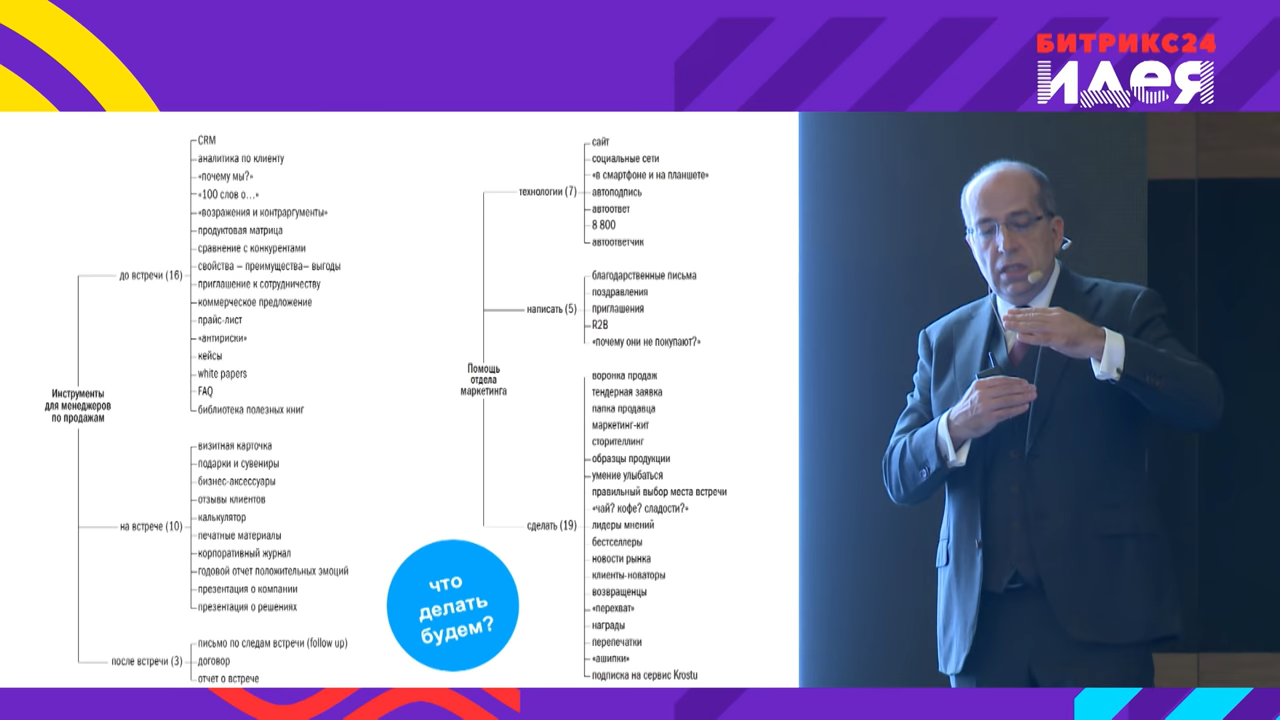 БИТРИКС24
идея
Инструменты
для менеджеров
по продажам
до встречи (16)
CRM
аналитика по клиенту
«почему мы?»
«100 слов о...»
«возражения и контраргументы»
продуктовая матрица
сравнение с конкурентами
свойства – преимущества– выгоды
приглашение к сотрудничеству
коммерческое предложение
прайс-лист
«антириски»
кейсы
white papers
FAQ
библиотека полезных книг
на встрече (10)
визитная карточка
подарки и сувениры
бизнес-аксессуары
отзывы клиентов
калькулятор
печатные материалы
корпоративный журнал
годовой отчет положительных эмоций
презентация о компании
презентация о решениях
после встречи (3)
письмо по следам встречи (follow up)
договор
отчет о встрече
что
делать
будем?
Помощь
отдела
маркетинга
технологии (7)
сайт
социальные сети
«в смартфоне и на планшете»
автоподпись
автоответ
8 800
автоответчик
написать (5)
благодарственные письма
поздравления
приглашения
R2B
«почему они не покупают?»
сделать (19)
воронка продаж
тендерная заявка
папка продавца
маркетинг-кит
сторителлинг
образцы продукции
умение улыбаться
правильный выбор места встречи
«чай? кофе? сладости?»
лидеры мнений
бестселлеры
новости рынка
клиенты-новаторы
возвращенцы
«перехват»
награды
перепечатки
«ашипки»
подписка на сервис Krostu